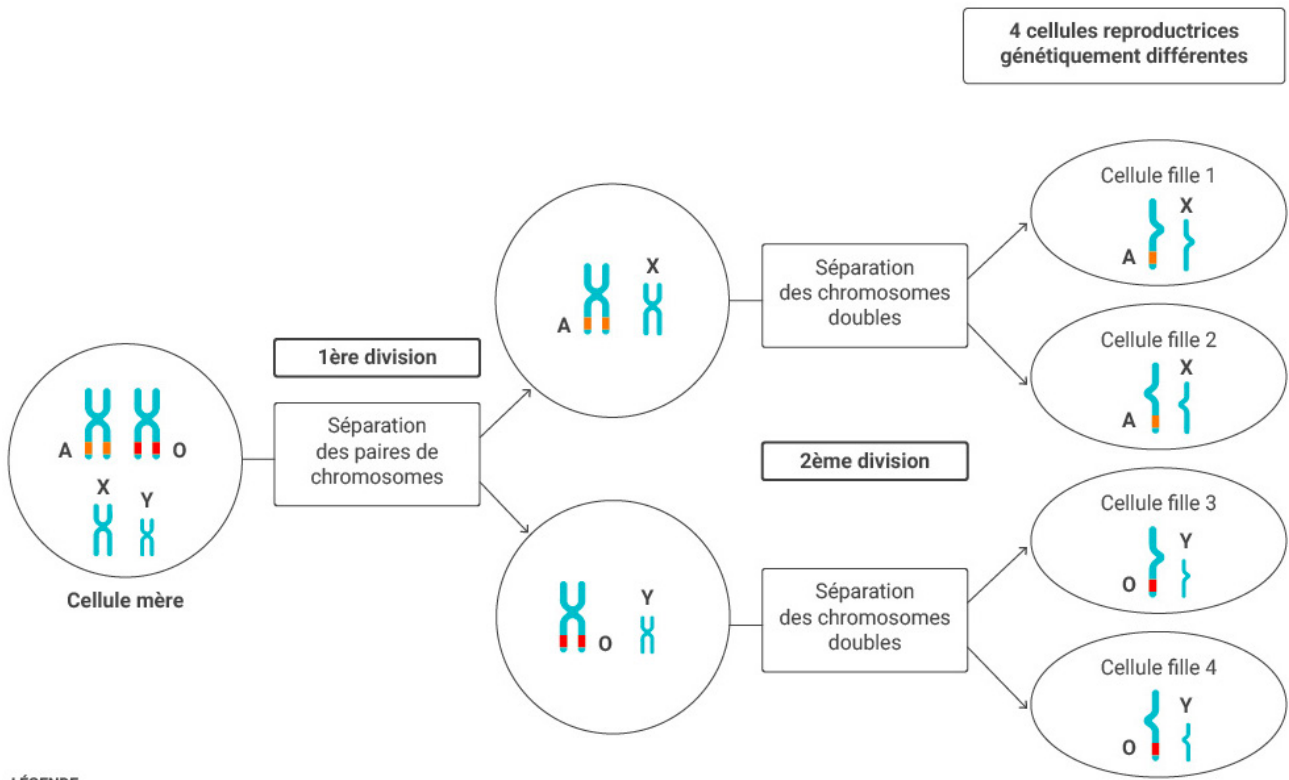 4 cellules reproductrices
génétiquement différentes
Cellule fille 1
X
A
Séparation
des chromosomes
doubles
X
A
1ère division
Cellule fille 2
X
A
Séparation
des paires de
chromosomes
A
O
X
Y
Cellule mère
2ème division
Cellule fille 3
Y
O
Y
O
Séparation
des chromosomes
doubles
Cellule fille 4
Y
O
LÉGENDE